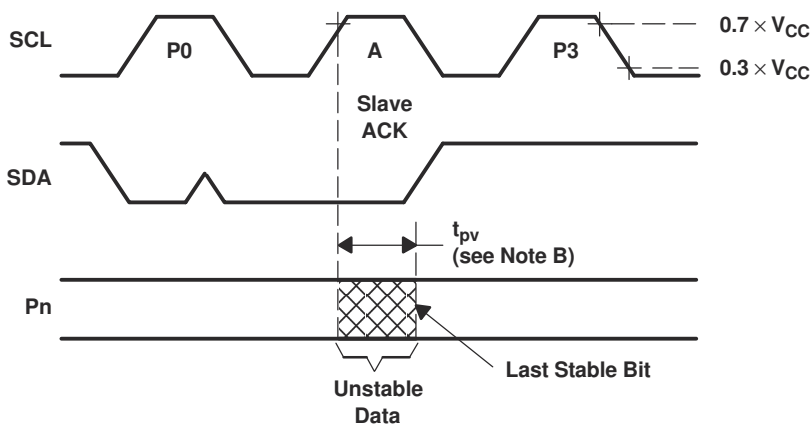 SCL
P0
A
P3
0.7 × VCC
0.3 × VCC
Slave
ACK
SDA
tpv
(see Note B)
Pn
Last Stable Bit
Unstable
Data